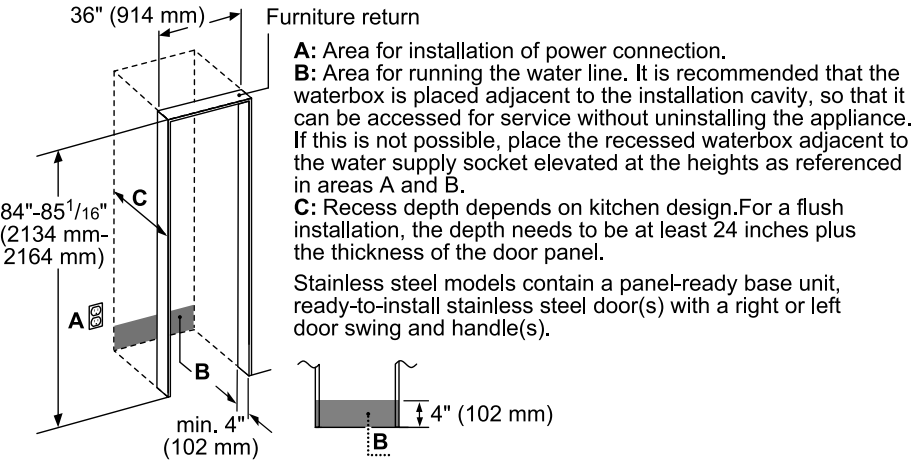 36" (914 mm)
Furniture return
A: Area for installation of power connection.
B: Area for running the water line. It is recommended that the
waterbox is placed adjacent to the installation cavity, so that it
can be accessed for service without uninstalling the appliance.
If this is not possible, place the recessed waterbox adjacent to
the water supply socket elevated at the heights as referenced
in areas A and B.
C: Recess depth depends on kitchen design.For a flush
installation, the depth needs to be at least 24 inches plus
the thickness of the door panel.
Stainless steel models contain a panel-ready base unit,
ready-to-install stainless steel door(s) with a right or left
door swing and handle(s).
C
84"-85 1/16"
(2134 mm-
2164 mm)
A
B
min. 4"
(102 mm)
4" (102 mm)
B